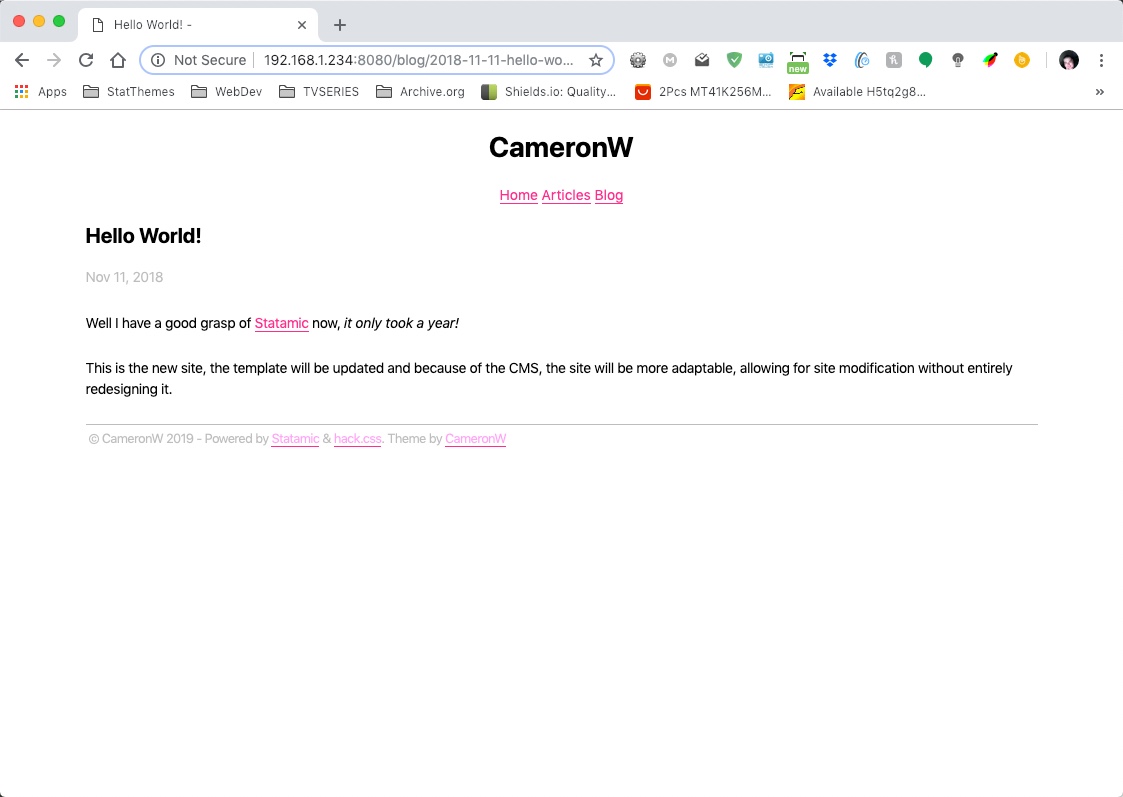 Hello World! -
Not Secure 192.168.1.234:8080/blog/2018-11-11-hello-wo...
new
Apps StatThemes WebDev TVSERIES Archive.org Shields.io: Quality... 2Pcs MT41K256M... Available H5tq2g8... »
CameronW
Home Articles Blog
Hello World!
Nov 11, 2018
Well I have a good grasp of Statamic now, it only took a year!
This is the new site, the template will be updated and because of the CMS, the site will be more adaptable, allowing for site modification without entirely
redesigning it.
© CameronW 2019 - Powered by Statamic & hack.css. Theme by CameronW